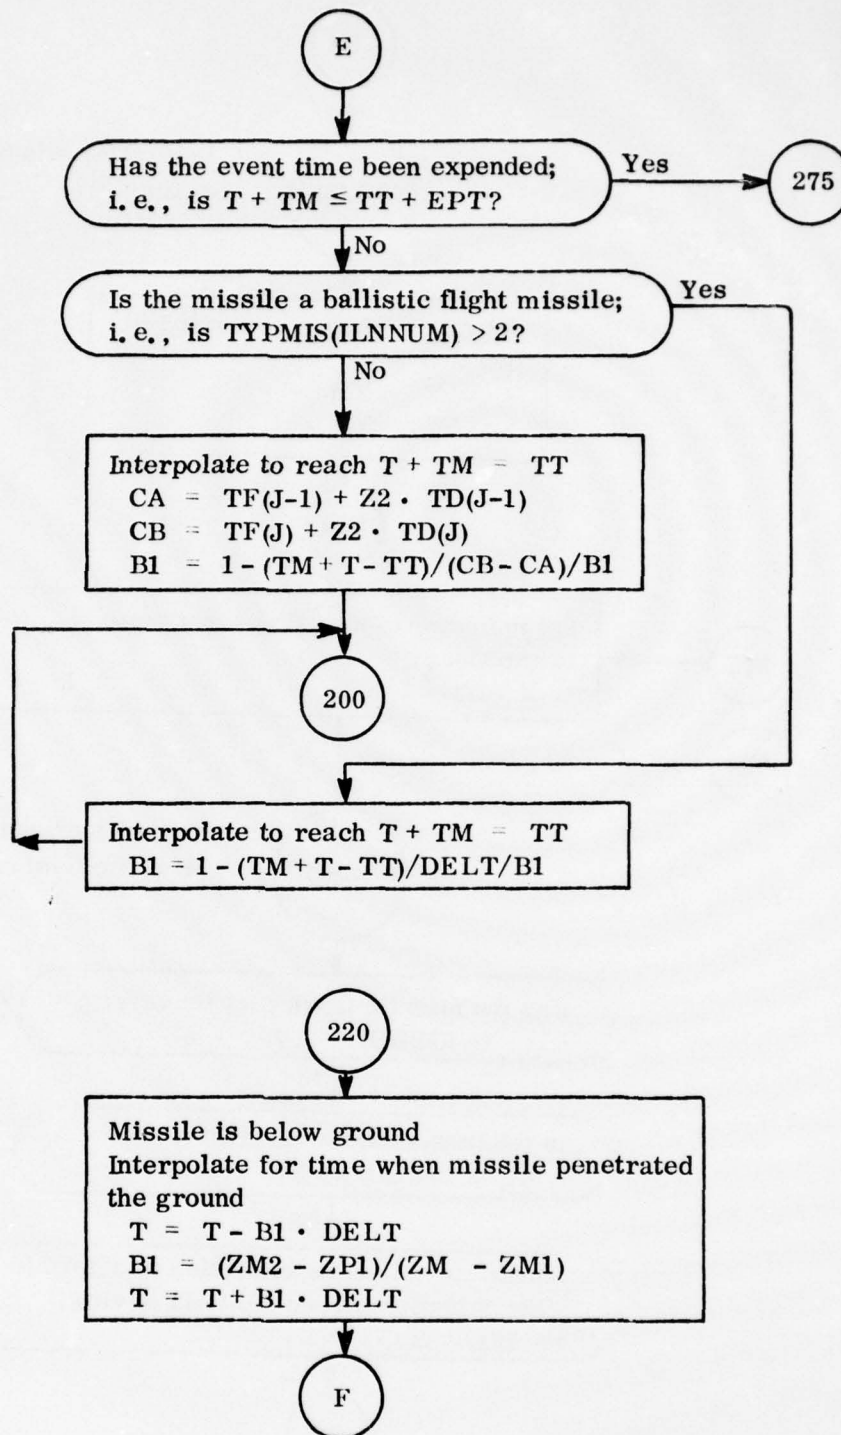 E
Has the event time been expended;
i.e., is T + TM ≤ TT + EPT?
Yes
275
No
Is the missile a ballistic flight missile;
i.e., is TYPMIS(ILNNUM) > 2?
Yes
No
Interpolate to reach T + TM = TT
CA = TF(J-1) + Z2 · TD(J-1)
CB = TF(J) + Z2 · TD(J)
B1 = 1 - (TM + T - TT)/(CB - CA)/B1
200
Interpolate to reach T + TM = TT
B1 = 1 - (TM + T - TT)/DELT/B1
220
Missile is below ground
Interpolate for time when missile penetrated
the ground
T = T - B1 · DELT
B1 = (ZM2 - ZP1)/(ZM - ZM1)
T = T + B1 · DELT
F